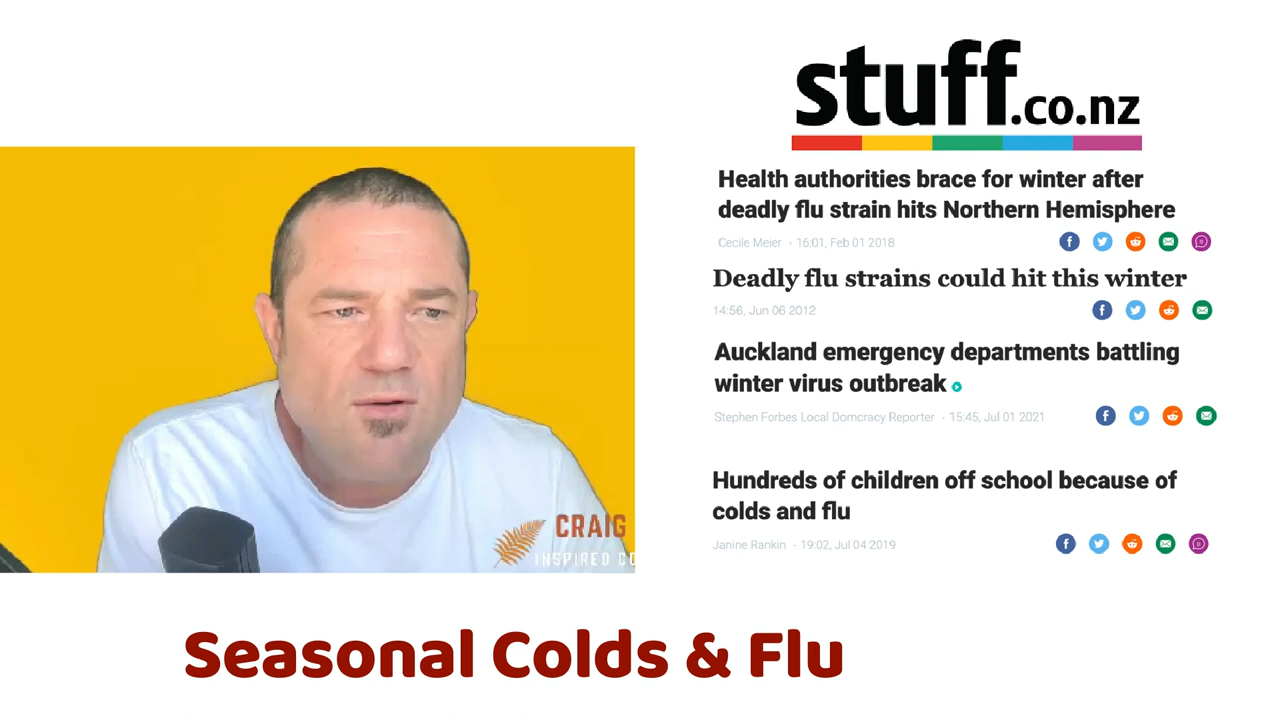 stuff.co.nz
Health authorities brace for winter after
deadly flu strain hits Northern Hemisphere
Cecile Meier · 16:01, Feb 01 2018
Deadly flu strains could hit this winter
14:56, Jun 06 2012
Auckland emergency departments battling
winter virus outbreak
Stephen Forbes Local Domcracy Reporter · 15:45, Jul 01 2021
Hundreds of children off school because of
colds and flu
Janine Rankin · 19:02, Jul 04 2019
CRAIG
INSPIRED CO
Seasonal Colds & Flu